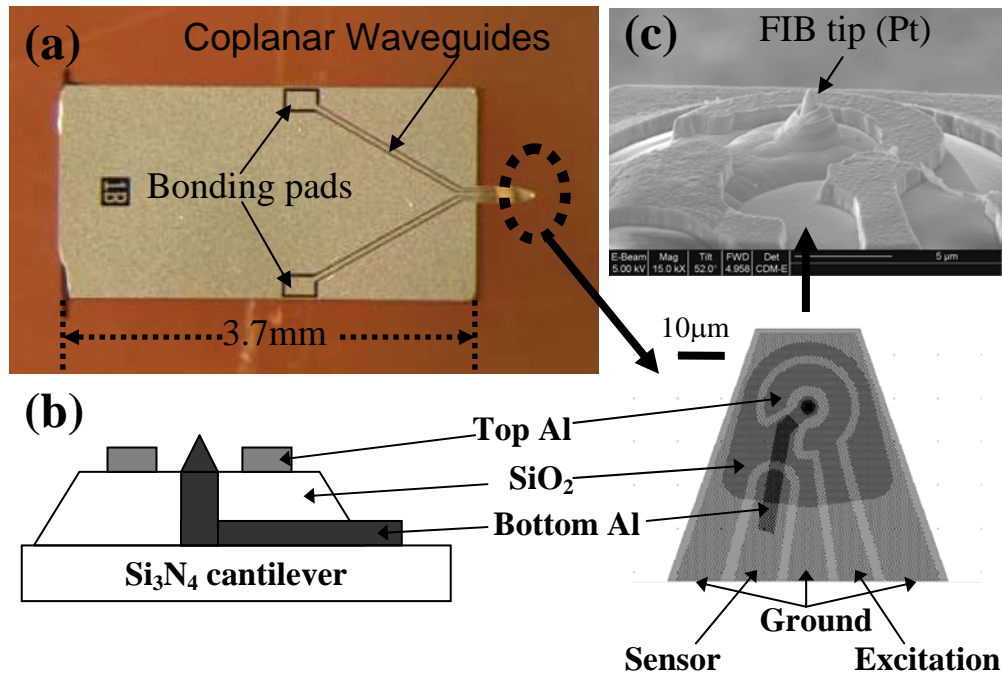 (a)
Coplanar Waveguides
Bonding pads
1B
3.7mm
(c)
FIB tip (Pt)
E-Beam Mag Tilt FWD Det
5.00 kV 15.0 kX 52.0° 4.958 CDM-E 5 µm
10µm
(b)
Top Al
SiO2
Bottom Al
Si3N4 cantilever
Ground
Sensor
Excitation